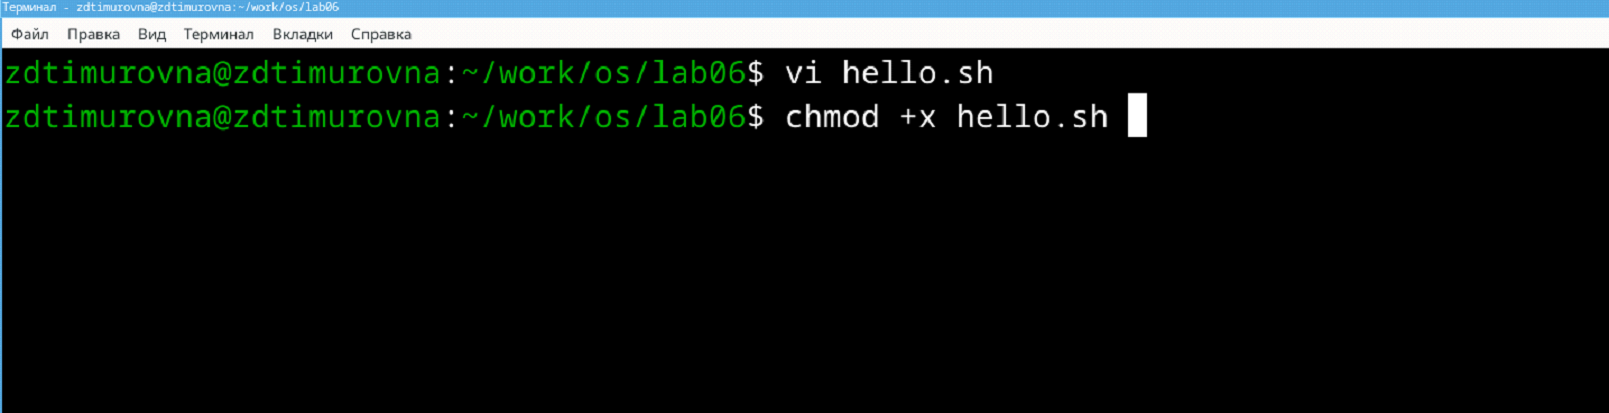 Терминал - zdtimurovna@zdtimurovna:~/work/os/lab06
Файл Правка Вид Терминал Вкладки Справка
zdtimurovna@zdtimurovna:~/work/os/lab06$ vi hello.sh
zdtimurovna@zdtimurovna:~/work/os/lab06$ chmod +x hello.sh